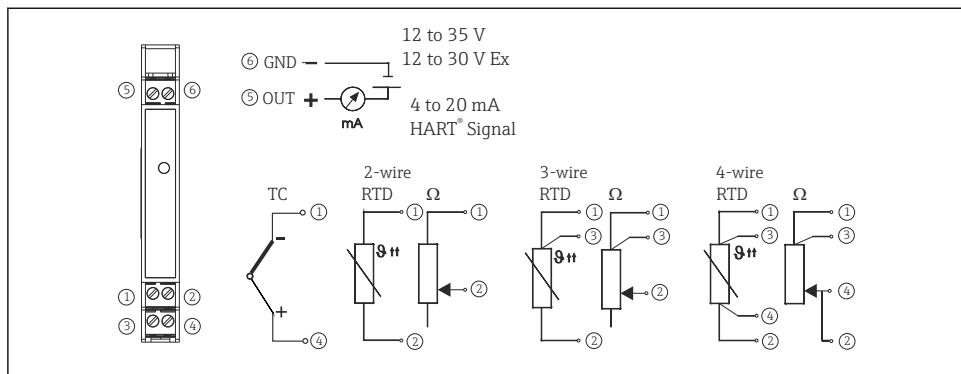 12 to 35 V
⑥ GND − 12 to 30 V Ex
⑤ ⑥
⑤ OUT +
mA
4 to 20 mA
HART® Signal
2-wire 3-wire 4-wire
TC RTD Ω RTD Ω RTD Ω
① ① ① ① ① ① ①
− ③ ③ ③ ③
ϑ ↑↑ ϑ ↑↑ ϑ ↑↑
① ② ② ② ④
③ ④ + ④
④ ② ② ② ②